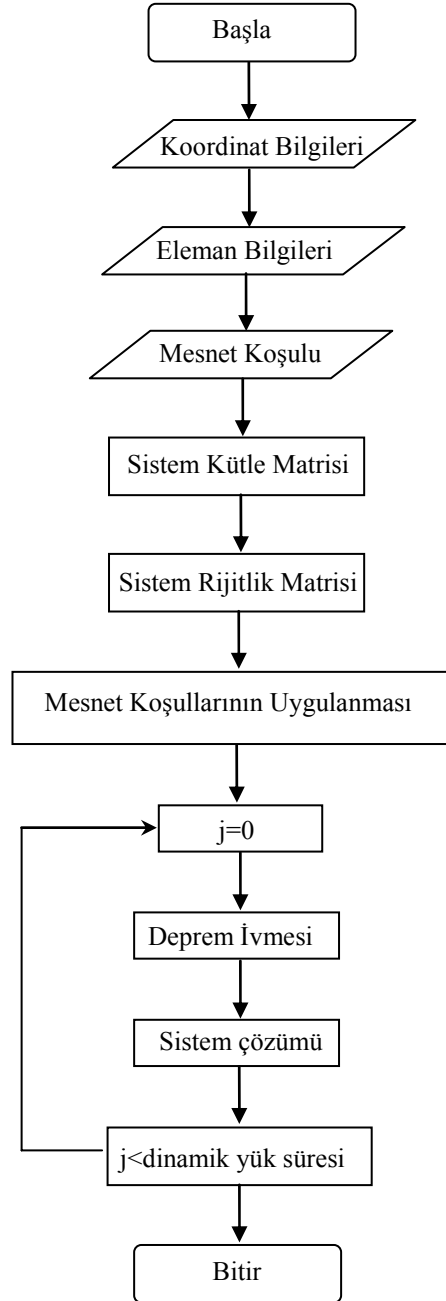 Başla
Koordinat Bilgileri
Eleman Bilgileri
Mesnet Koşulu
Sistem Kütle Matrisi
Sistem Rijitlik Matrisi
Mesnet Koşullarının Uygulanması
j=0
Deprem İvmesi
Sistem çözümü
j<dinamik yük süresi
Bitir